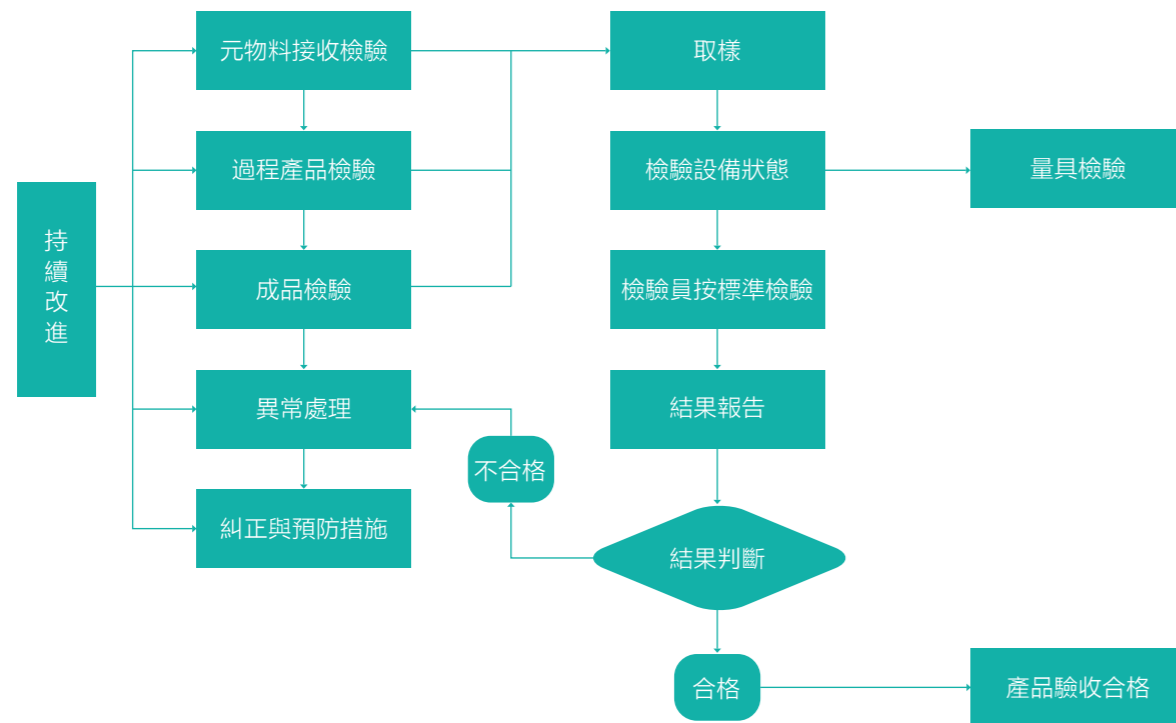 持續改進
元物料接收檢驗
過程產品檢驗
成品檢驗
異常處理
糾正與預防措施
不合格
取樣
檢驗設備狀態
檢驗員按標準檢驗
結果報告
結果判斷
合格
量具檢驗
產品驗收合格